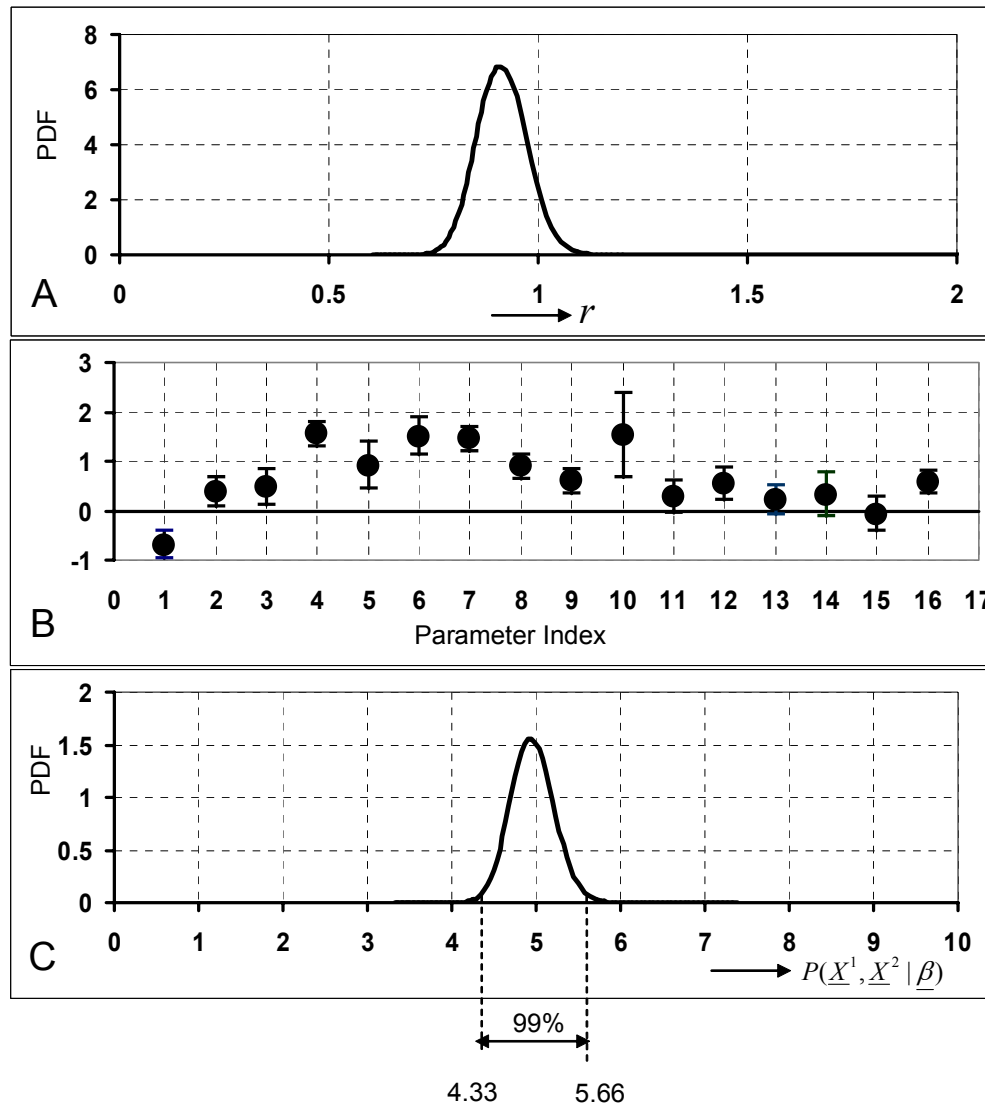 8
6
4
2
0
PDF
0 0.5 1 1.5 2
A
r
3
2
1
0
-1
0 1 2 3 4 5 6 7 8 9 10 11 12 13 14 15 16 17
B
Parameter Index
2
1.5
1
0.5
0
PDF
0 1 2 3 4 5 6 7 8 9 10
C
P(X¹, X² | β)
99%
4.33 5.66